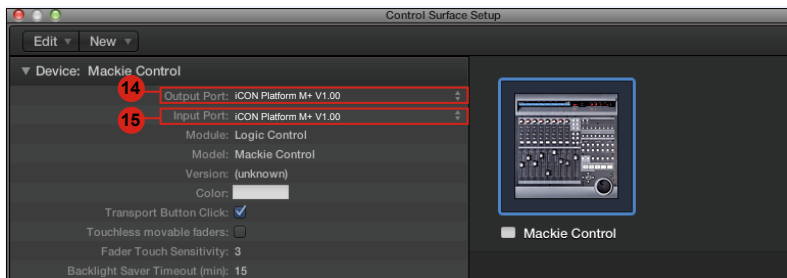 Control Surface Setup
Edit New
Device: Mackie Control
14 Output Port: iCON Platform M+ V1.00
15 Input Port: iCON Platform M+ V1.00
Module: Logic Control
Model: Mackie Control
Version: (unknown)
Color:
Transport Button Click:
Touchless movable faders:
Fader Touch Sensitivity: 3
Backlight Saver Timeout (min): 15
Mackie Control